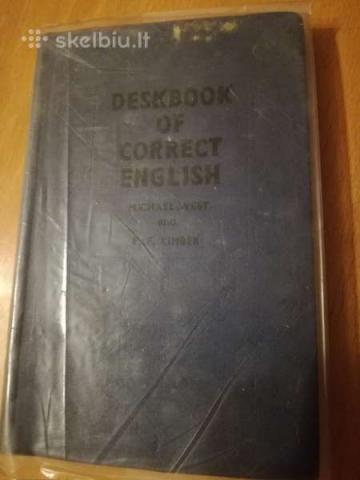 skelbiu.lt
DESKBOOK
OF
CORRECT
ENGLISH
MICHAEL WEST
AND
P.F. KIMBER